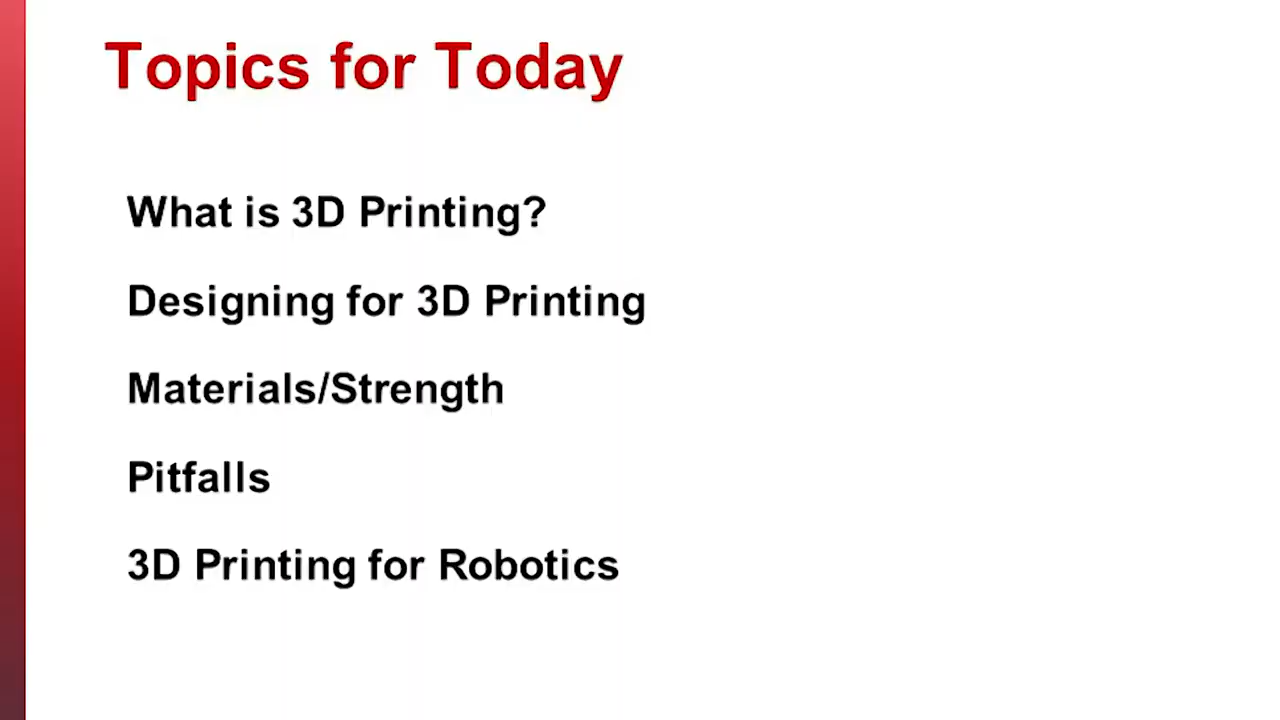 Topics for Today
What is 3D Printing?
Designing for 3D Printing
Materials/Strength
Pitfalls
3D Printing for Robotics